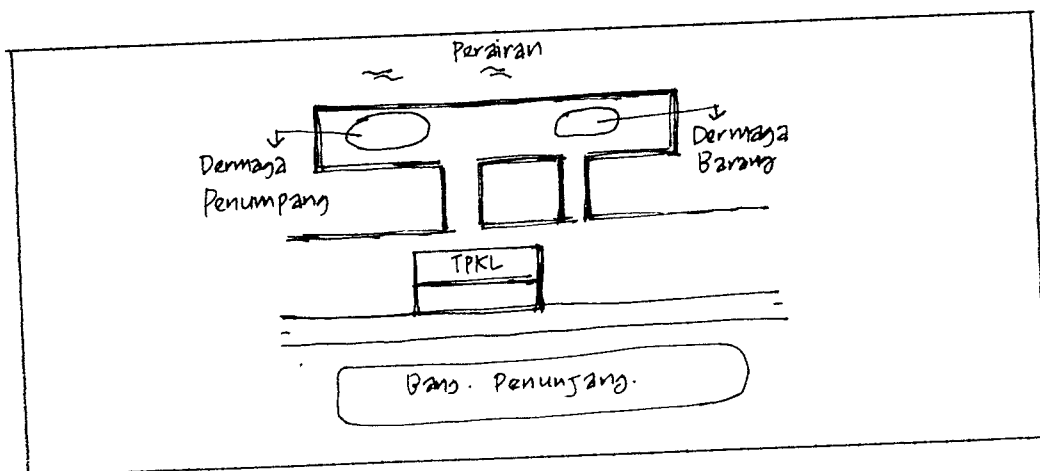 Perairan
Dermaga
Penumpang
Dermaga
Barang
TPKL
Bang. Penunjang.